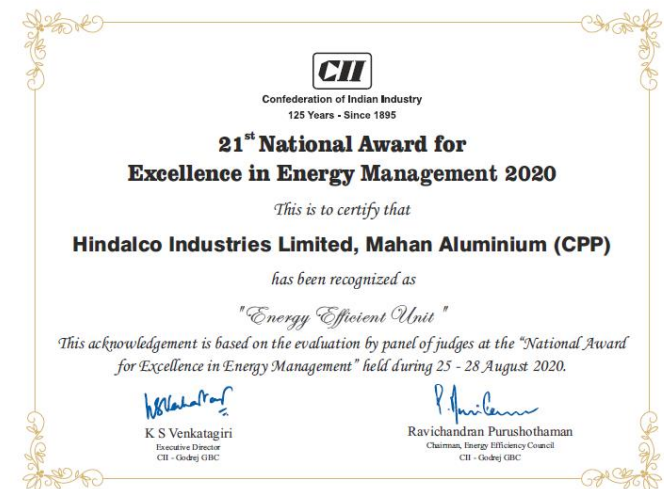 CII
Confederation of Indian Industry
125 Years - Since 1895
21st National Award for
Excellence in Energy Management 2020
This is to certify that
Hindalco Industries Limited, Mahan Aluminium (CPP)
has been recognized as
"Energy Efficient Unit "
This acknowledgement is based on the evaluation by panel of judges at the “National Award
for Excellence in Energy Management” held during 25 - 28 August 2020.
K S Venkatagiri
Executive Director
CII - Godrej GBC
Ravichandran Purushothaman
Chairman, Energy Efficiency Council
CII - Godrej GBC